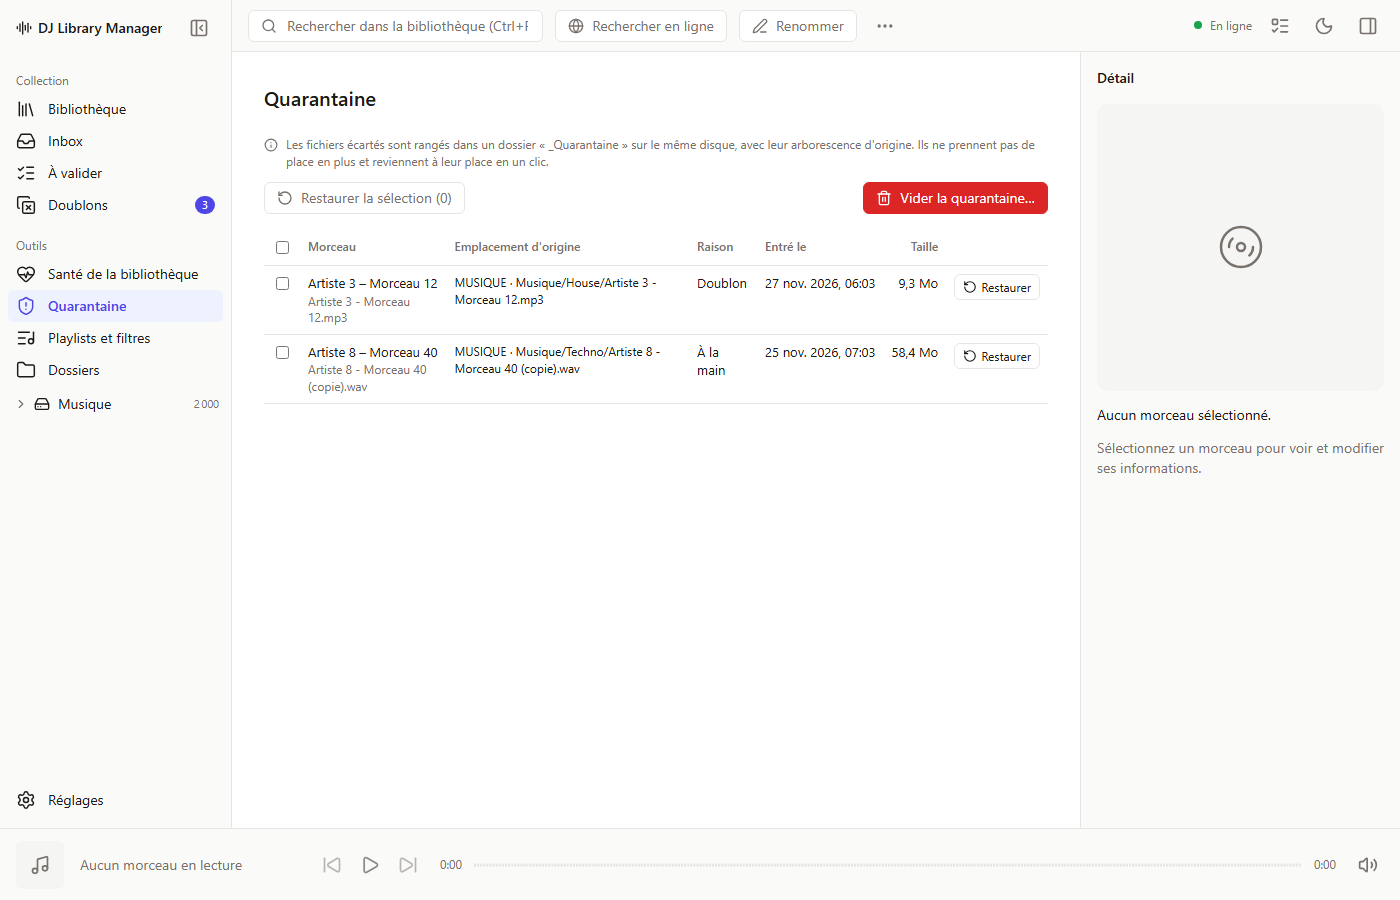 DJ Library Manager
Rechercher dans la bibliothèque (Ctrl+F
Rechercher en ligne
Renommer
En ligne
Collection
Bibliothèque
Inbox
À valider
Doublons 3
Outils
Santé de la bibliothèque
Quarantaine
Playlists et filtres
Dossiers
Musique 2 000
Réglages
Quarantaine
Les fichiers écartés sont rangés dans un dossier « _Quarantaine » sur le même disque, avec leur arborescence d'origine. Ils ne prennent pas de
place en plus et reviennent à leur place en un clic.
Restaurer la sélection (0)
Vider la quarantaine...
Morceau Emplacement d'origine Raison Entré le Taille
Artiste 3 – Morceau 12
Artiste 3 - Morceau
12.mp3
MUSIQUE · Musique/House/Artiste 3 -
Morceau 12.mp3
Doublon
27 nov. 2026, 06:03
9,3 Mo
Restaurer
Artiste 8 – Morceau 40
Artiste 8 - Morceau 40
(copie).wav
MUSIQUE · Musique/Techno/Artiste 8 -
Morceau 40 (copie).wav
À la
main
25 nov. 2026, 07:03
58,4 Mo
Restaurer
Détail
Aucun morceau sélectionné.
Sélectionnez un morceau pour voir et modifier
ses informations.
Aucun morceau en lecture
0:00
0:00